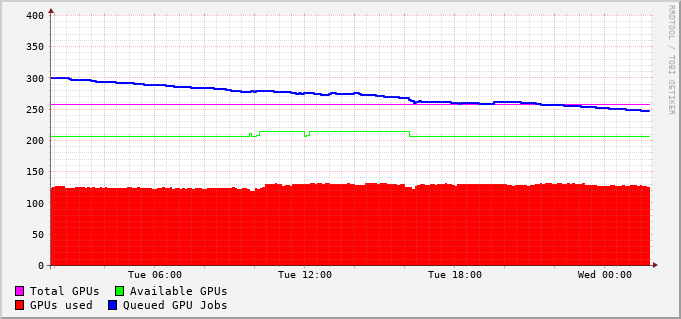 400
350
300
250
200
150
100
50
0
Tue 06:00 Tue 12:00 Tue 18:00 Wed 00:00
Total GPUs Available GPUs
GPUs used Queued GPU Jobs
RRDTOOL / TOBI OETIKER